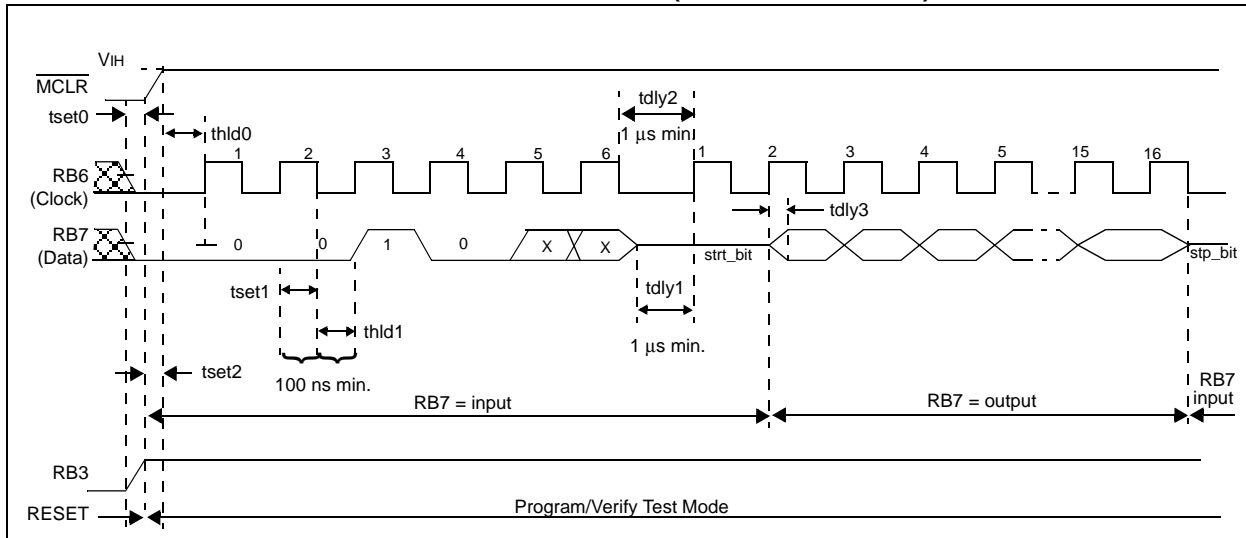 VIH
MCLR
tset0
thld0
tdly2
1 µs min.
1 2 3 4 5 6 1 2 3 4 5 15 16
RB6
(Clock)
tdly3
RB7
(Data)
0 0 1 0 X X strt_bit stp_bit
tset1
tdly1
thld1
1 µs min.
tset2
100 ns min.
RB7 = input
RB7 = output
RB7
input
RB3
RESET
Program/Verify Test Mode